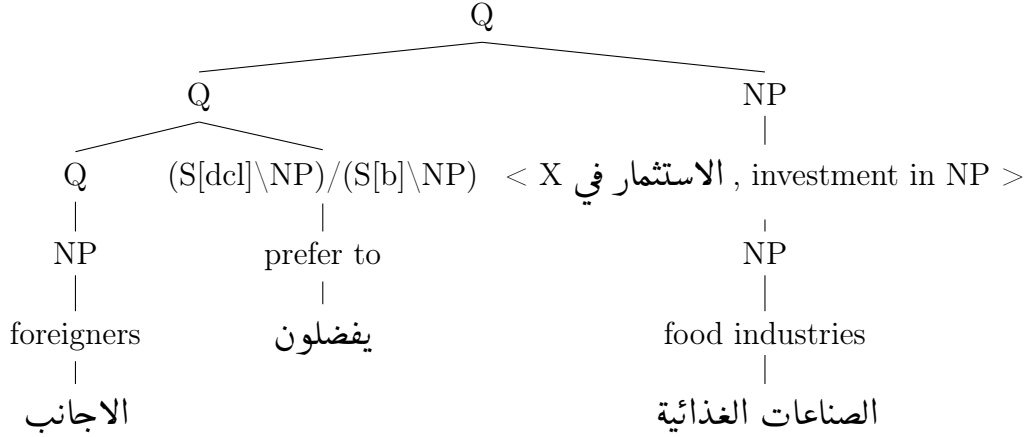 Q
Q NP
Q (S[dcl]\NP)/(S[b]\NP) < X الاستثمار في , investment in NP >
NP prefer to NP
foreigners يفضلون food industries
الاجانب الصناعات الغذائية